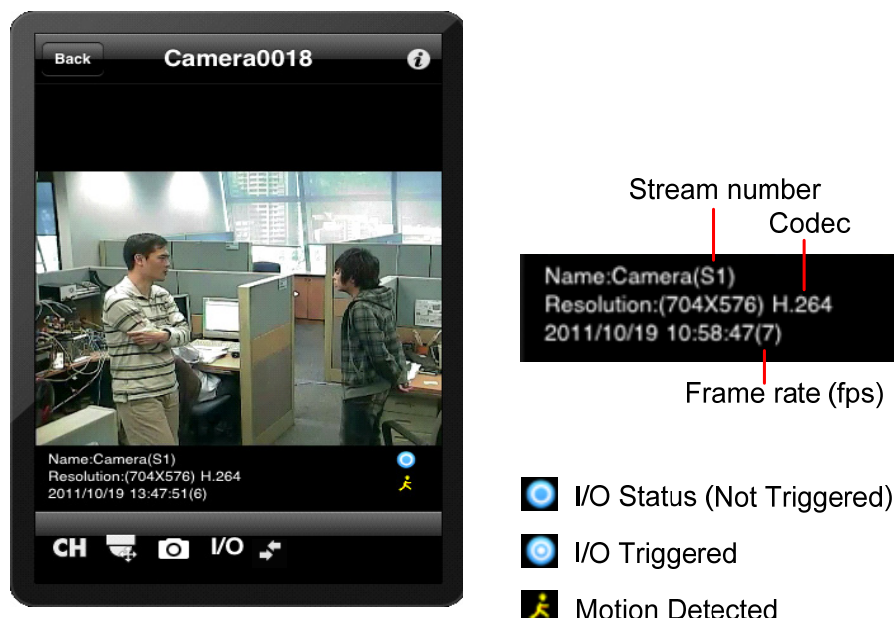 Back
Camera0018
Name:Camera(S1)
Resolution:(704X576) H.264
2011/10/19 13:47:51(6)
CH
I/O
Stream number
Codec
Name:Camera(S1)
Resolution:(704X576) H.264
2011/10/19 10:58:47(7)
Frame rate (fps)
I/O Status (Not Triggered)
I/O Triggered
Motion Detected